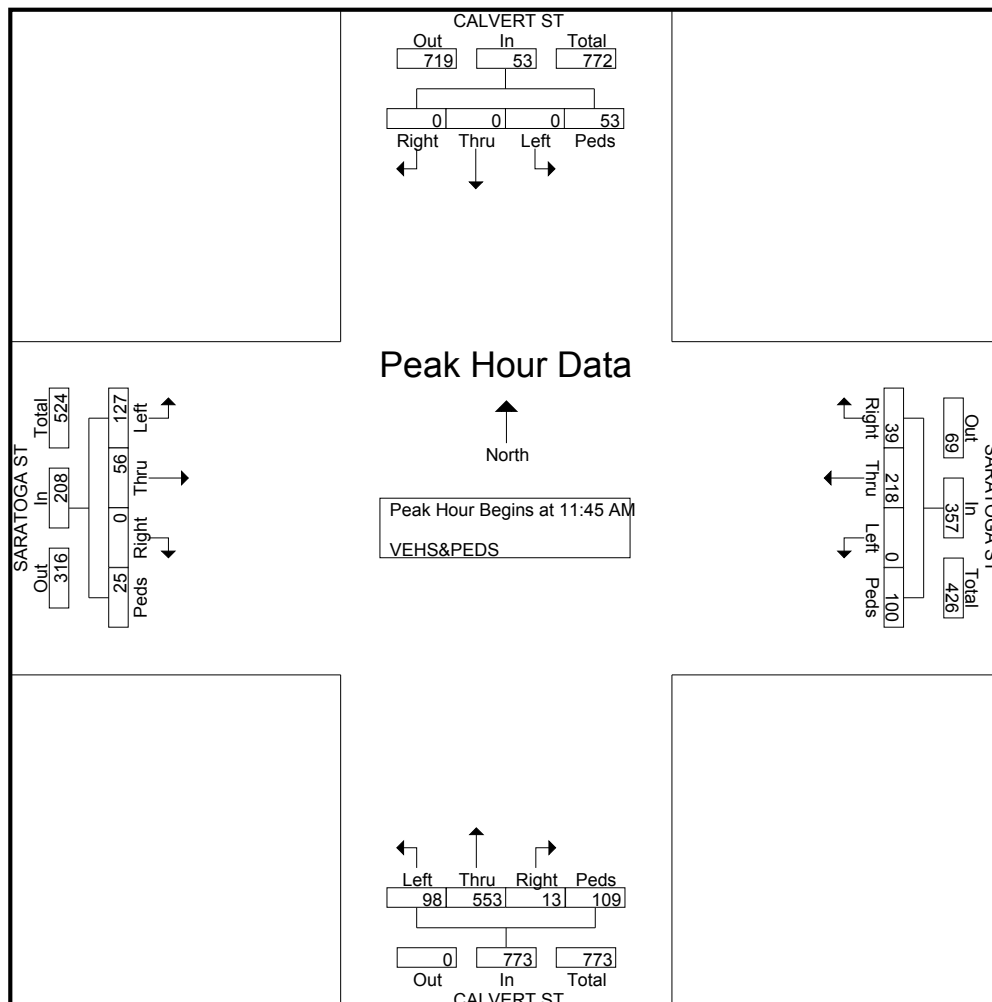 CALVERT ST
Out In Total
719 53 772
0 0 0 53
Right Thru Left Peds
Peak Hour Data
North
Peak Hour Begins at 11:45 AM
VEHS&PEDS
SARATOGA ST
Out In Total
316 208 524
25 0 56 127
Peds Right Thru Left
SARATOGA ST
Out In Total
69 357 426
39 218 0 100
Right Thru Left Peds
Left Thru Right Peds
98 553 13 109
0 773 773
Out In Total
CALVERT ST